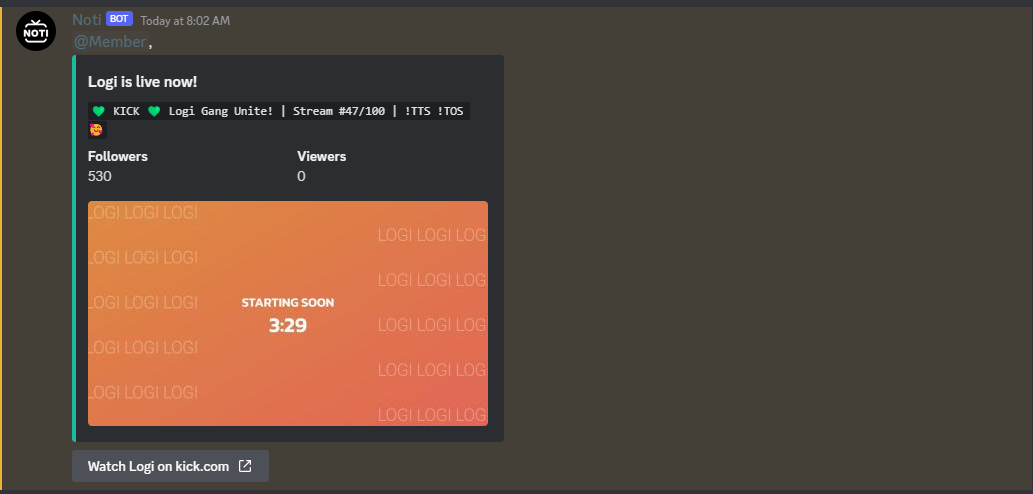 NOTI
Noti BOT Today at 8:02 AM
@Member,
Logi is live now!
💚 KICK 💚 Logi Gang Unite! | Stream #47/100 | !TTS !TOS
🥰
Followers Viewers
530 0
LOGI LOGI LOGI
LOGI LOGI LOG
LOGI LOGI LOGI
LOGI LOGI LOG
LOGI LOGI LOGI
STARTING SOON
3:29
LOGI LOGI LOG
LOGI LOGI LOGI
LOGI LOGI LOG
LOGI LOGI LOGI
LOGI LOGI LOG
Watch Logi on kick.com